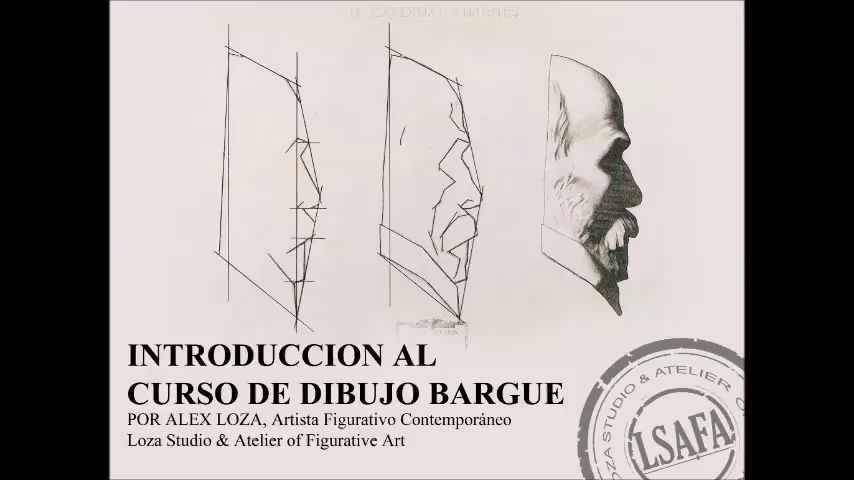 INTRODUCCION AL
CURSO DE DIBUJO BARGUE
POR ALEX LOZA, Artista Figurativo Contemporáneo
Loza Studio & Atelier of Figurative Art
OZA STUDIO & ATELIER O
LSAFA